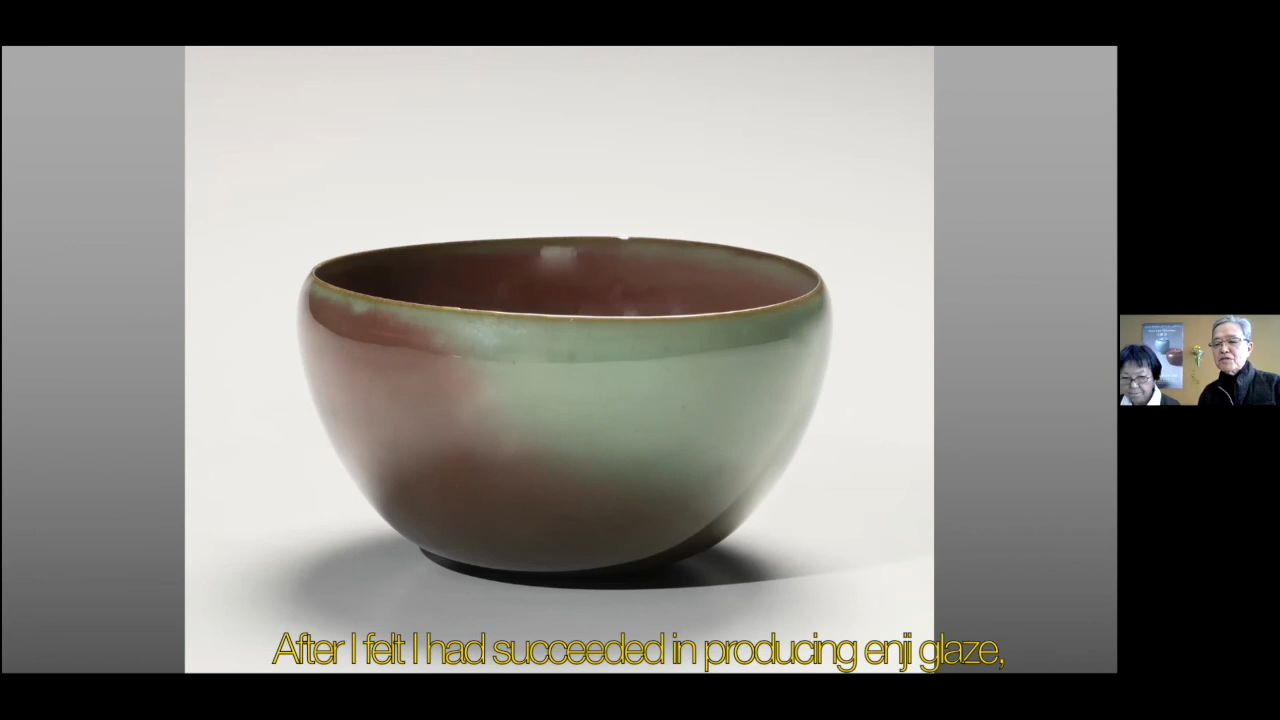 After I felt I had succeeded in producing enji glaze,